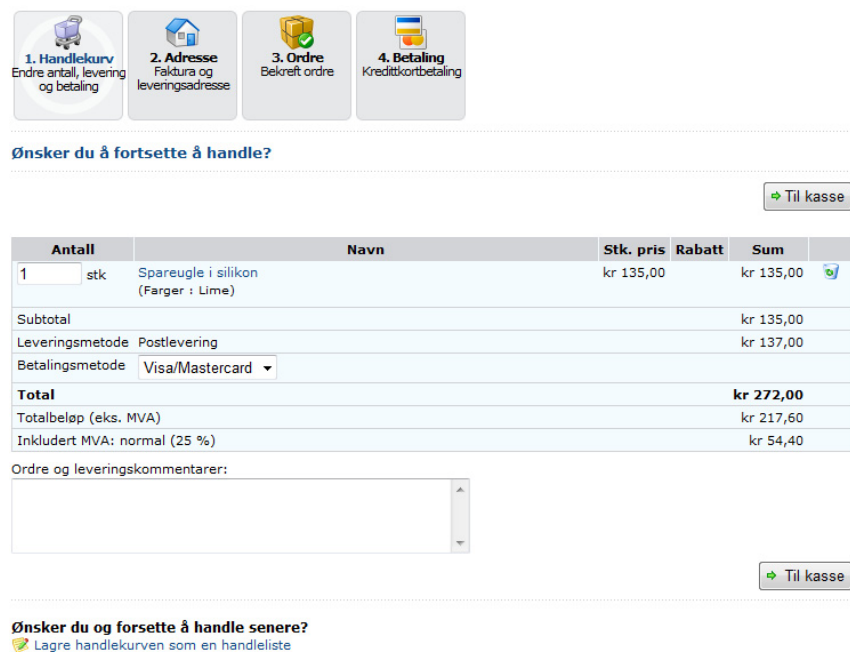 1. Handlekurv
Endre antall, levering
og betaling
2. Adresse
Faktura og
leveringsadresse
3. Ordre
Bekreft ordre
4. Betaling
Kredittkortbetaling
Ønsker du å fortsette å handle?
Til kasse
Antall Navn Stk. pris Rabatt Sum
1 stk Spareugle i silikon kr 135,00 kr 135,00
(Farger : Lime)
Subtotal kr 135,00
Leveringsmetode Postlevering kr 137,00
Betalingsmetode Visa/Mastercard
Total kr 272,00
Totalbeløp (eks. MVA) kr 217,60
Inkludert MVA: normal (25 %) kr 54,40
Ordre og leveringskommentarer:
Til kasse
Ønsker du og forsette å handle senere?
Lagre handlekurven som en handleliste